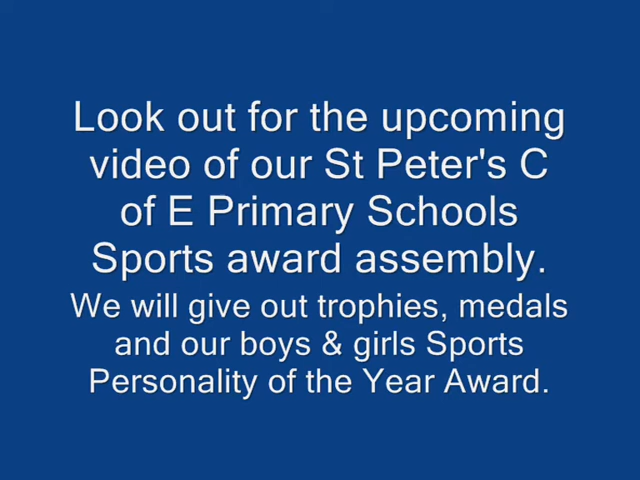 Look out for the upcoming
video of our St Peter's C
of E Primary Schools
Sports award assembly.
We will give out trophies, medals
and our boys & girls Sports
Personality of the Year Award.